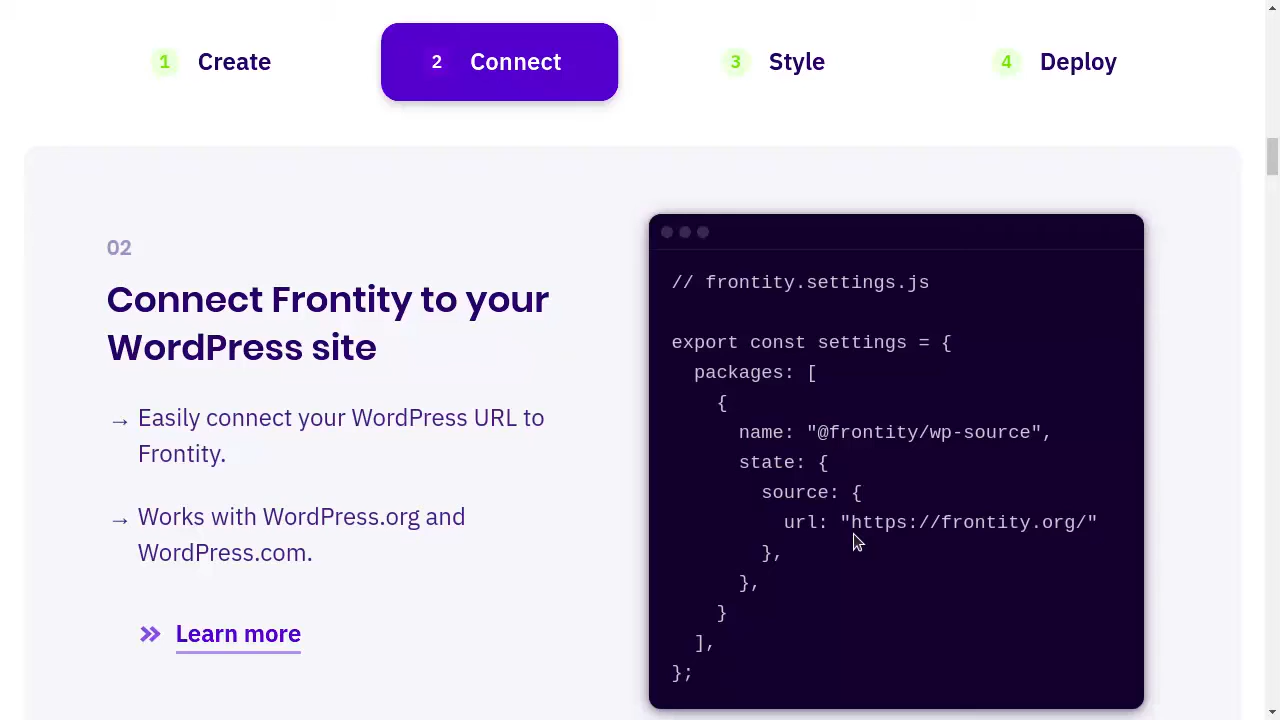 1 Create
2 Connect
3 Style
4 Deploy
02
Connect Frontity to your
WordPress site
→ Easily connect your WordPress URL to
Frontity.
→ Works with WordPress.org and
WordPress.com.
Learn more
// frontity.settings.js
export const settings = {
  packages: [
    {
      name: "@frontity/wp-source",
      state: {
        source: {
          url: "https://frontity.org/"
        },
      },
    }
  ],
};